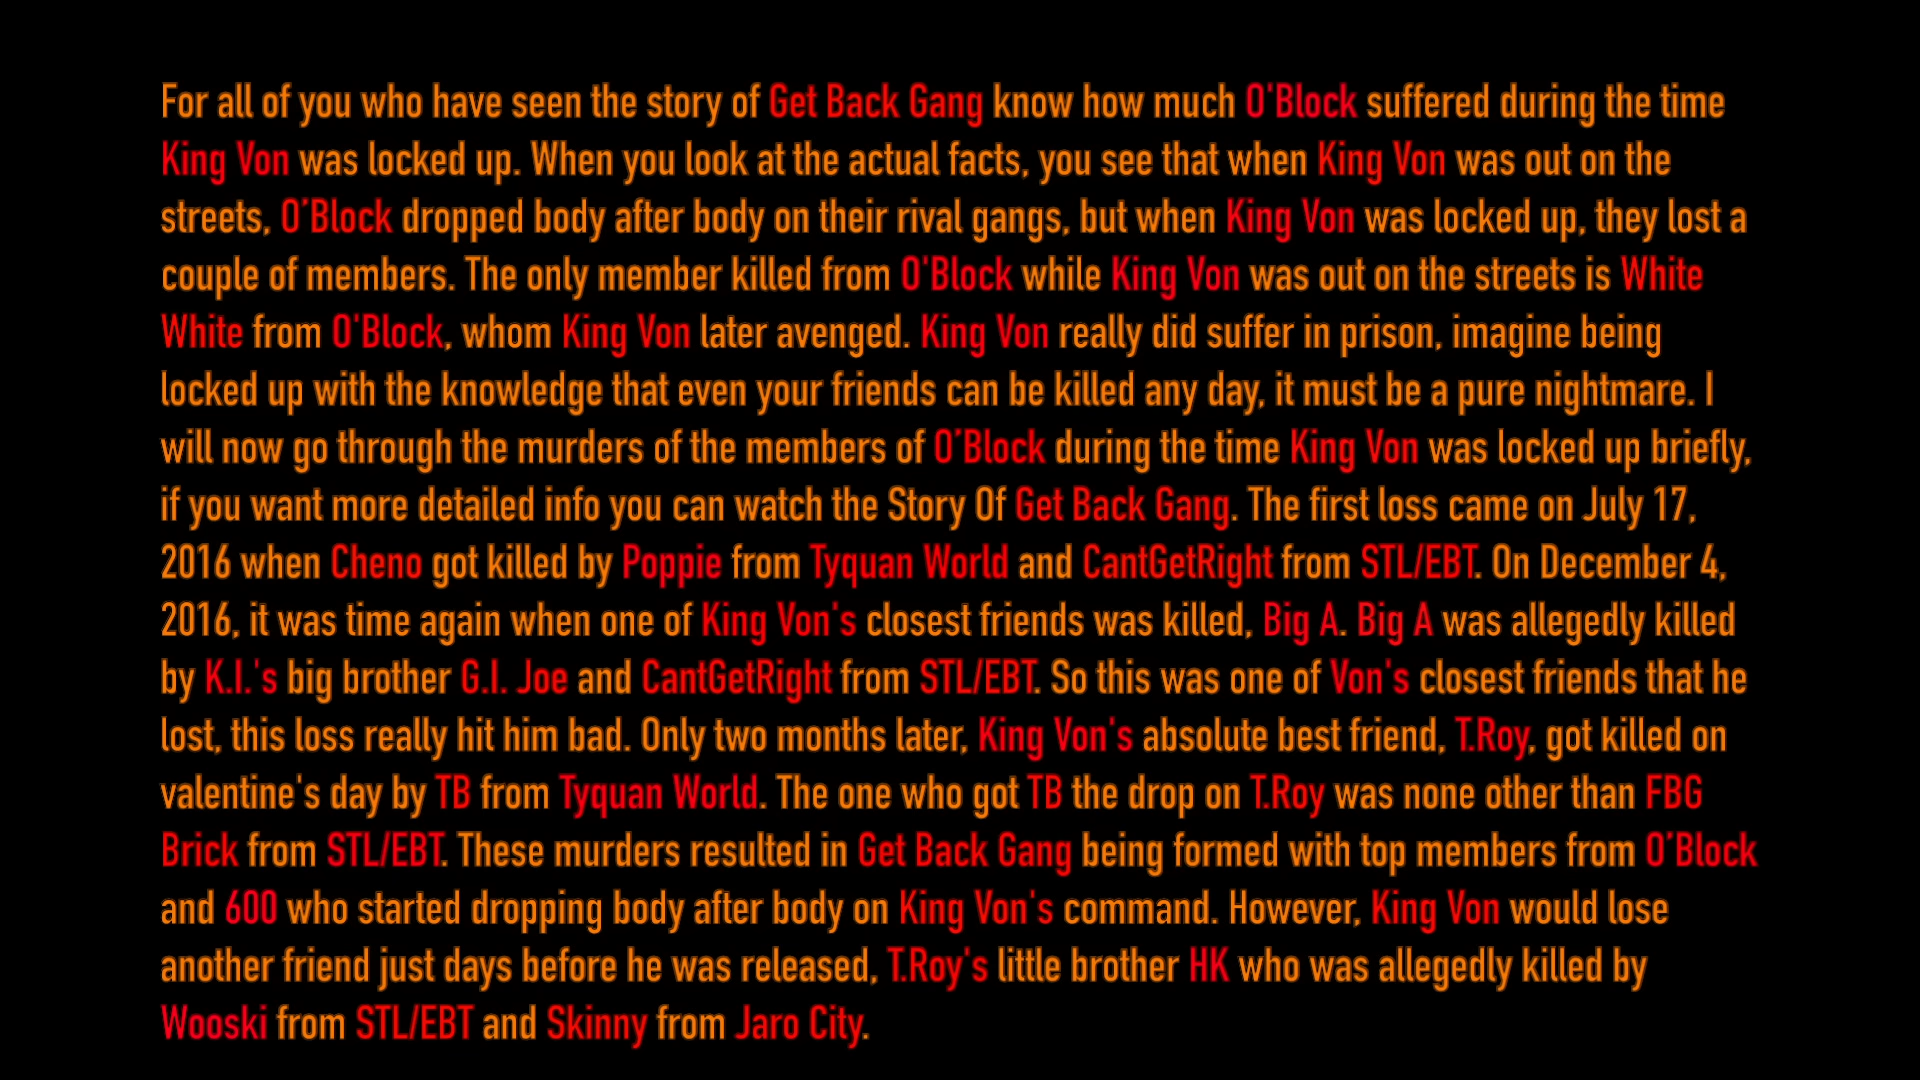 For all of you who have seen the story of Get Back Gang know how much O'Block suffered during the time
King Von was locked up. When you look at the actual facts, you see that when King Von was out on the
streets, O'Block dropped body after body on their rival gangs, but when King Von was locked up, they lost a
couple of members. The only member killed from O'Block while King Von was out on the streets is White
White from O'Block, whom King Von later avenged. King Von really did suffer in prison, imagine being
locked up with the knowledge that even your friends can be killed any day, it must be a pure nightmare. I
will now go through the murders of the members of O'Block during the time King Von was locked up briefly,
if you want more detailed info you can watch the Story Of Get Back Gang. The first loss came on July 17,
2016 when Cheno got killed by Poppie from Tyquan World and CantGetRight from STL/EBT. On December 4,
2016, it was time again when one of King Von's closest friends was killed, Big A. Big A was allegedly killed
by K.I.'s big brother G.I. Joe and CantGetRight from STL/EBT. So this was one of Von's closest friends that he
lost, this loss really hit him bad. Only two months later, King Von's absolute best friend, T.Roy, got killed on
valentine's day by TB from Tyquan World. The one who got TB the drop on T.Roy was none other than FBG
Brick from STL/EBT. These murders resulted in Get Back Gang being formed with top members from O'Block
and 600 who started dropping body after body on King Von's command. However, King Von would lose
another friend just days before he was released, T.Roy's little brother HK who was allegedly killed by
Wooski from STL/EBT and Skinny from Jaro City.